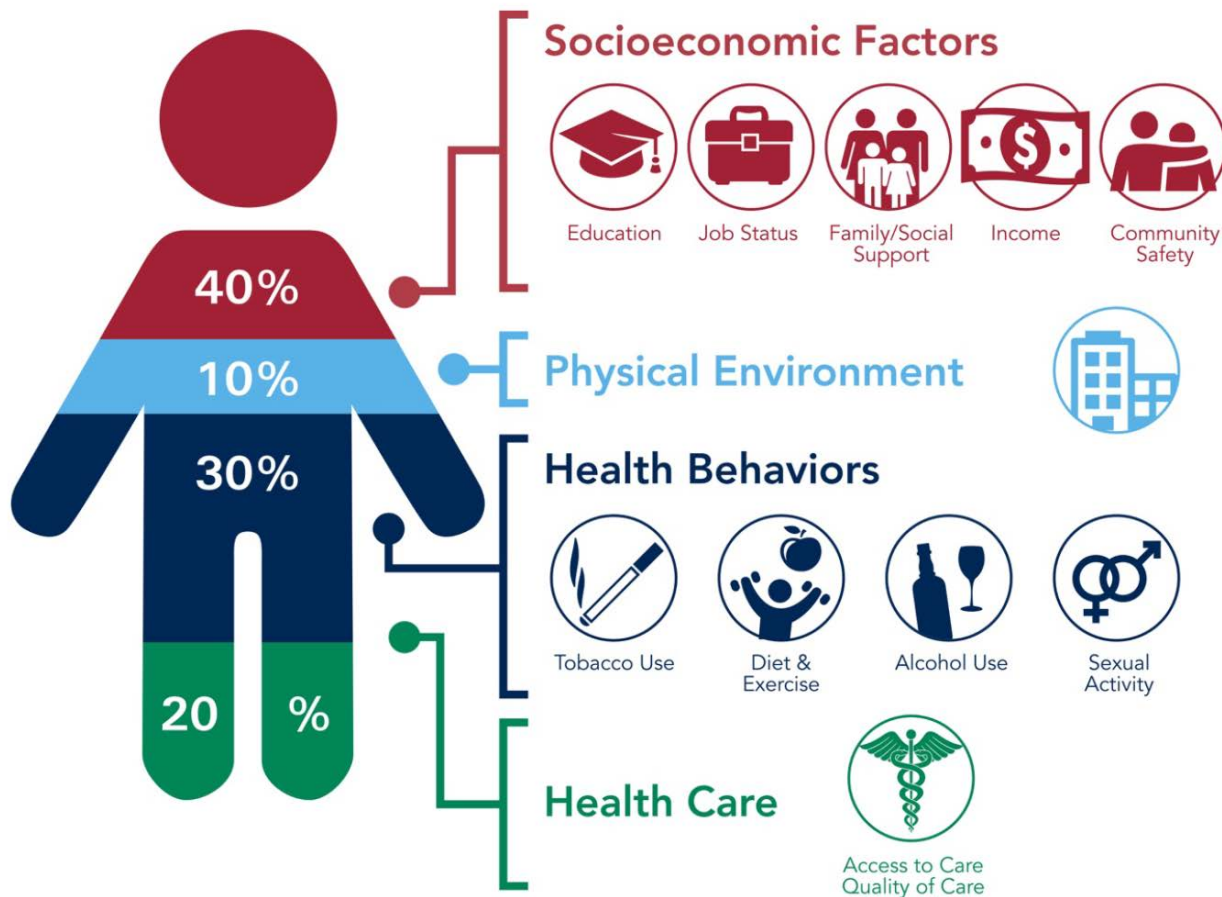 Socioeconomic Factors
Education
Job Status
Family/Social
Support
Income
Community
Safety
40%
10%
Physical Environment
30%
Health Behaviors
Tobacco Use
Diet &
Exercise
Alcohol Use
Sexual
Activity
20 %
Health Care
Access to Care
Quality of Care